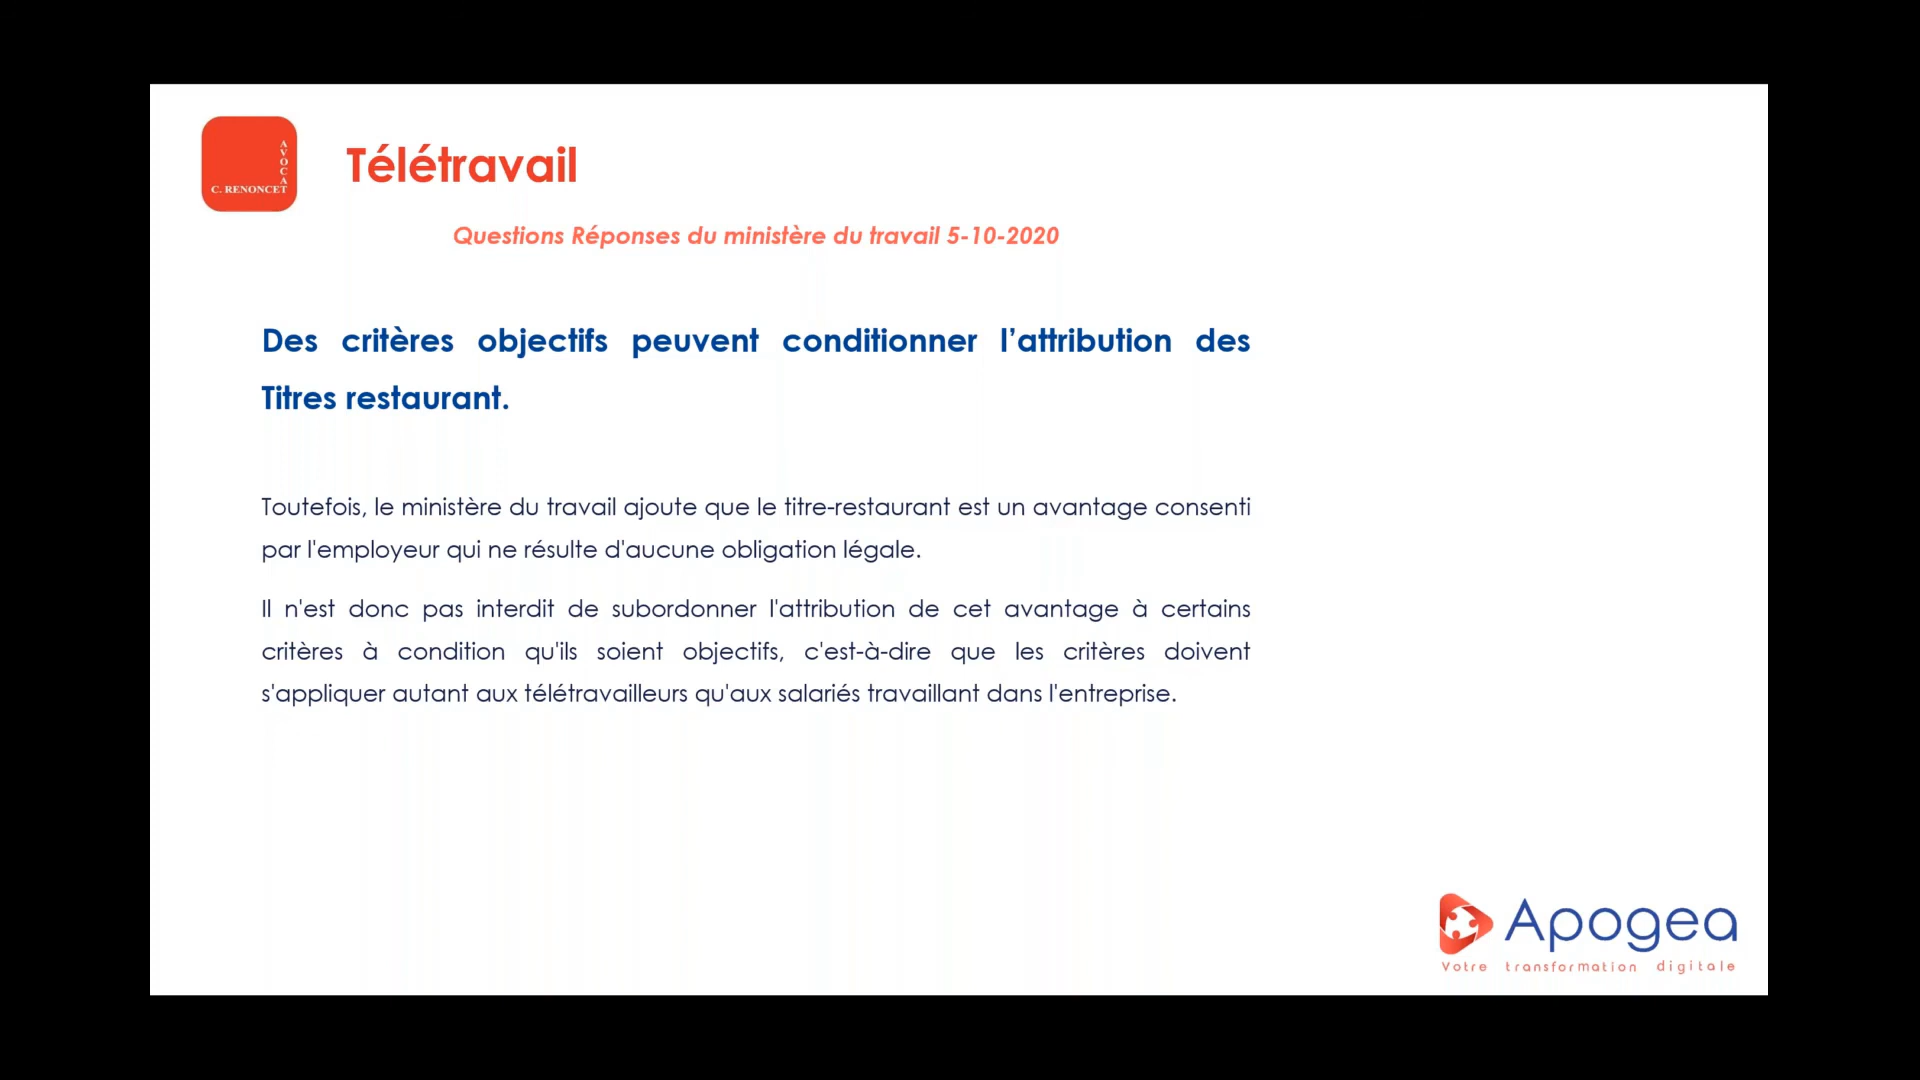 AVOCAT
C. RENONCET
Télétravail
Questions Réponses du ministère du travail 5-10-2020
Des critères objectifs peuvent conditionner l’attribution des
Titres restaurant.
Toutefois, le ministère du travail ajoute que le titre-restaurant est un avantage consenti
par l'employeur qui ne résulte d'aucune obligation légale.
Il n'est donc pas interdit de subordonner l'attribution de cet avantage à certains
critères à condition qu'ils soient objectifs, c'est-à-dire que les critères doivent
s'appliquer autant aux télétravailleurs qu'aux salariés travaillant dans l'entreprise.
Apogea
Votre transformation digitale